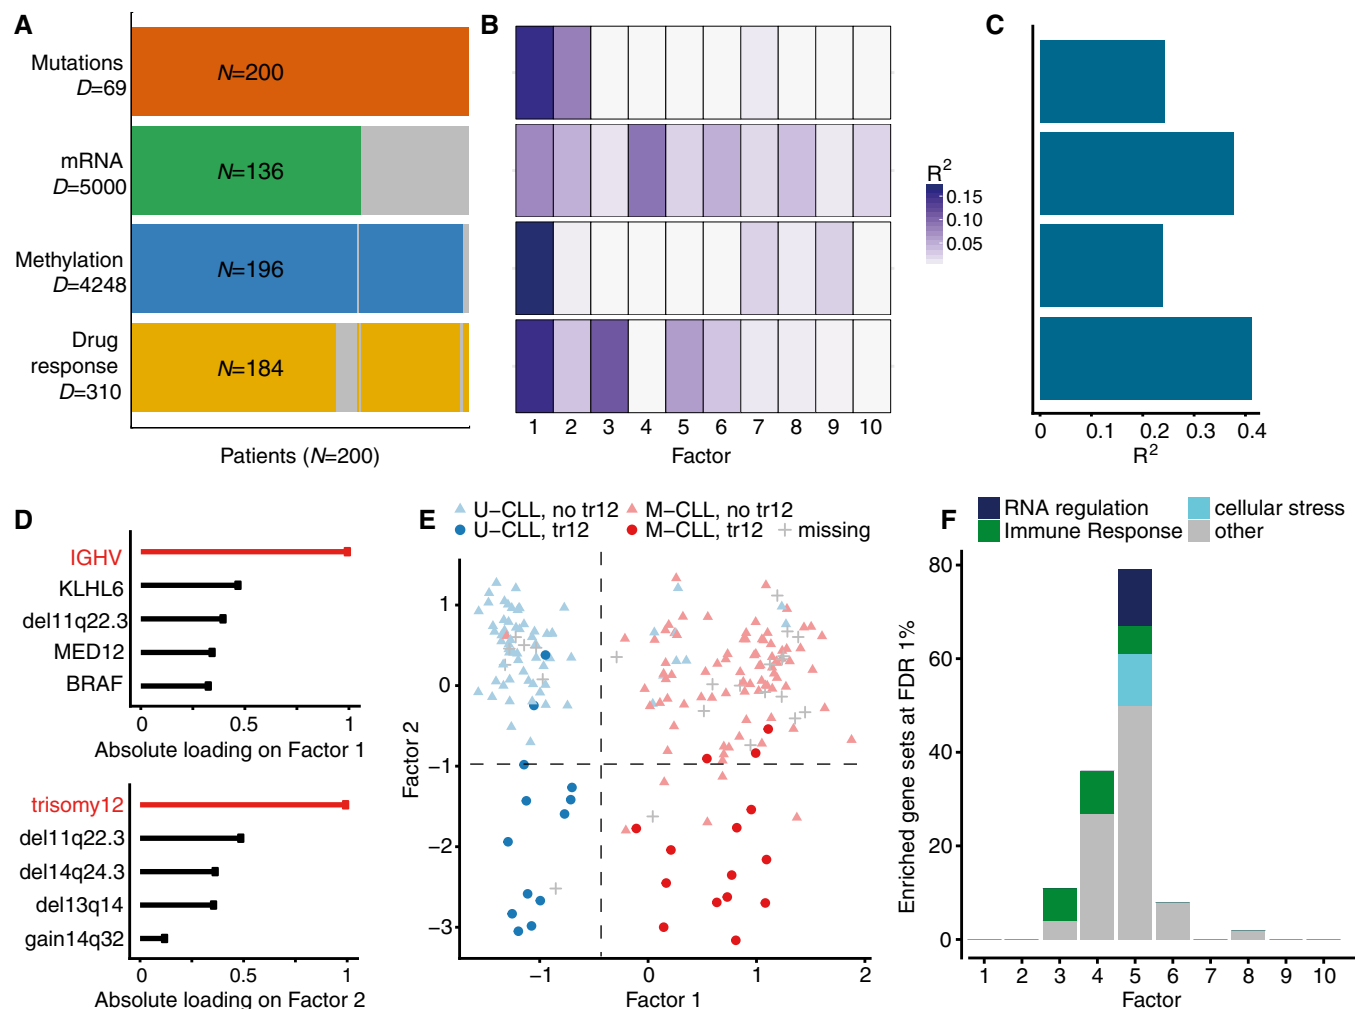 A
Mutations
D=69
N=200
mRNA
D=5000
N=136
Methylation
D=4248
N=196
Drug
response
D=310
N=184
Patients (N=200)
B
1 2 3 4 5 6 7 8 9 10
Factor
R2
0.15
0.10
0.05
C
0 0.1 0.2 0.3 0.4
R2
D
IGHV
KLHL6
del11q22.3
MED12
BRAF
0 0.5 1
Absolute loading on Factor 1
trisomy12
del11q22.3
del14q24.3
del13q14
gain14q32
0 0.5 1
Absolute loading on Factor 2
E
U−CLL, no tr12 M−CLL, no tr12
U−CLL, tr12 M−CLL, tr12 missing
Factor 2
1
0
−1
−2
−3
−1 0 1 2
Factor 1
F
RNA regulation cellular stress
Immune Response other
Enriched gene sets at FDR 1%
80
60
40
20
0
1 2 3 4 5 6 7 8 9 10
Factor